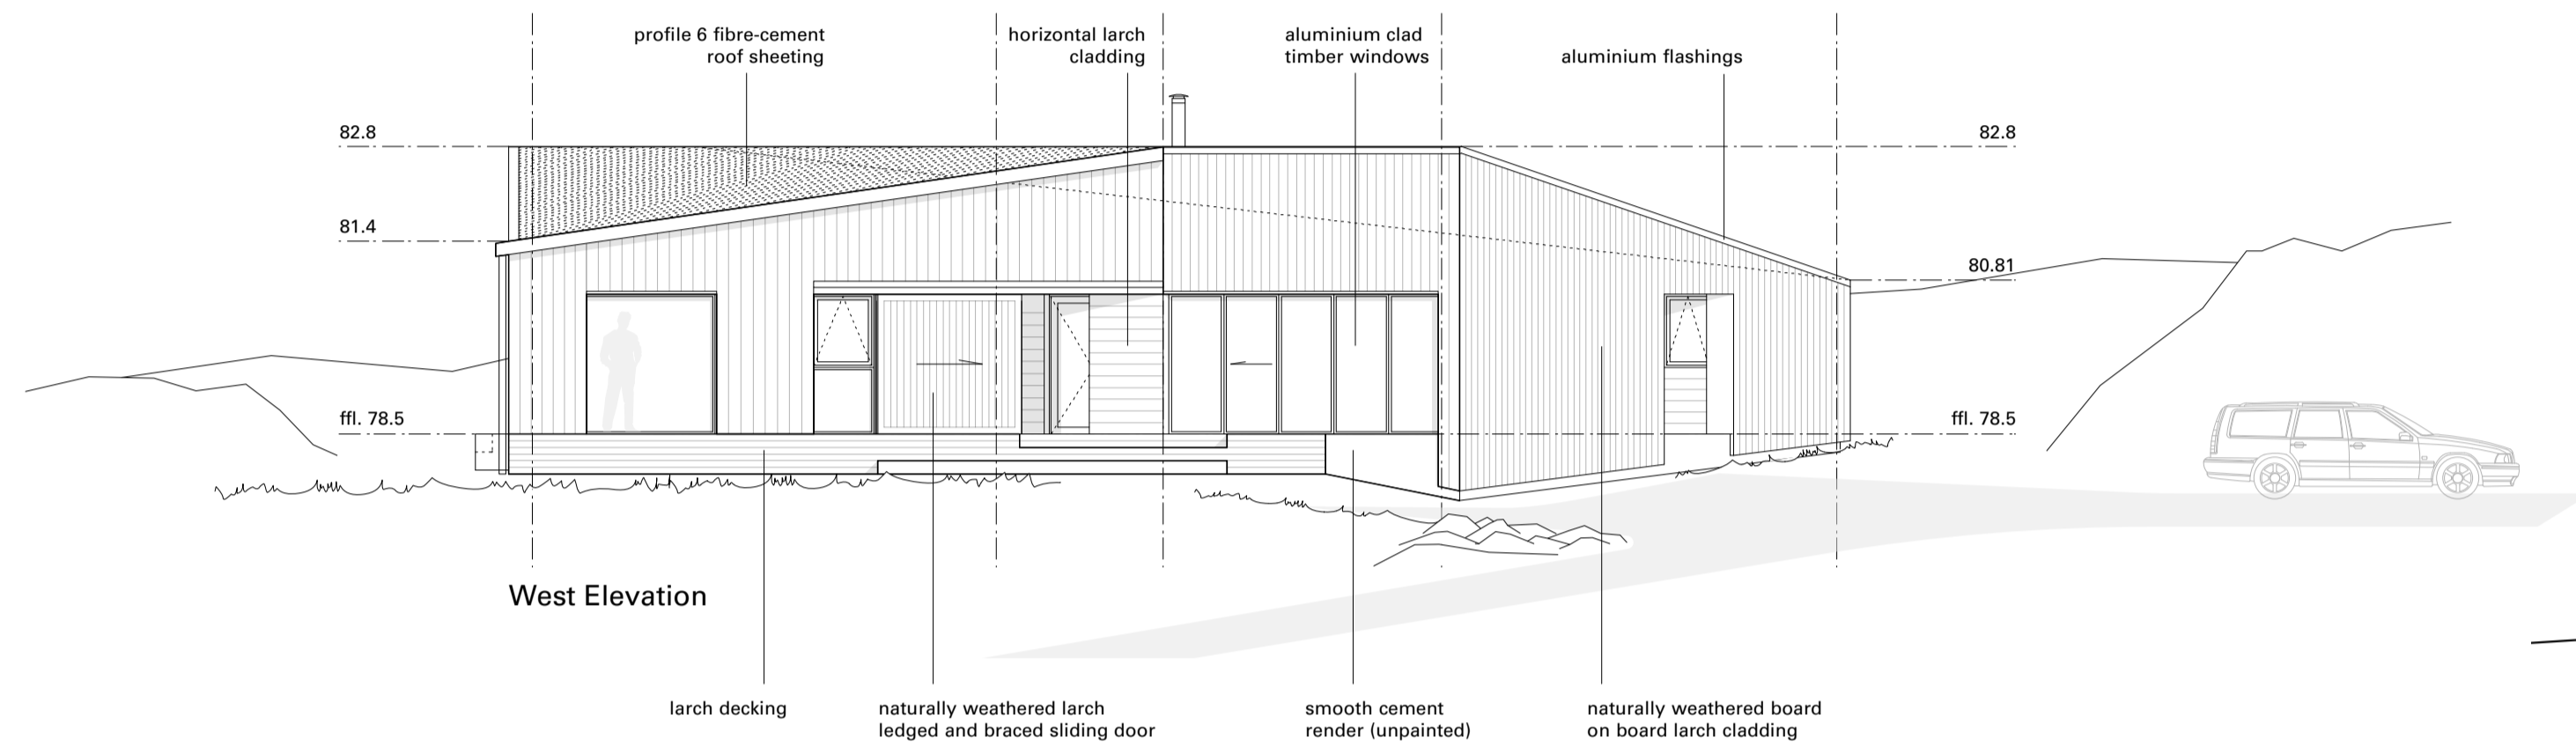 profile 6 fibre-cement
roof sheeting
horizontal larch
cladding
aluminium clad
timber windows
aluminium flashings
82.8
82.8
81.4
80.81
ffl. 78.5
ffl. 78.5
West Elevation
larch decking
naturally weathered larch
ledged and braced sliding door
smooth cement
render (unpainted)
naturally weathered board
on board larch cladding